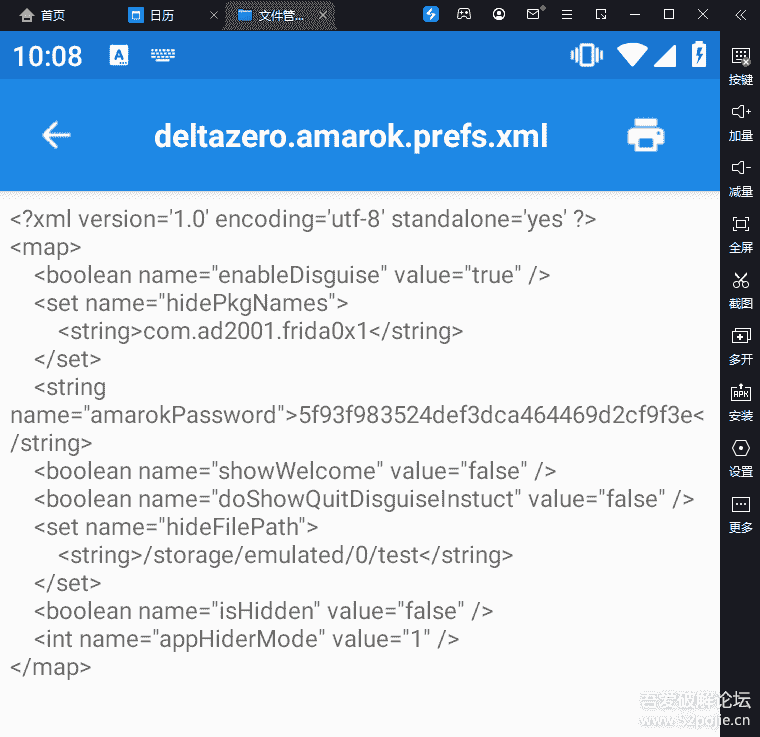 首页
日历
文件管...
10:08
A
deltazero.amarok.prefs.xml
<?xml version='1.0' encoding='utf-8' standalone='yes' ?>
<map>
<boolean name="enableDisguise" value="true" />
<set name="hidePkgNames">
<string>com.ad2001.frida0x1</string>
</set>
<string
name="amarokPassword">5f93f983524def3dca464469d2cf9f3e<
/string>
<boolean name="showWelcome" value="false" />
<boolean name="doShowQuitDisguiseInstuct" value="false" />
<set name="hideFilePath">
<string>/storage/emulated/0/test</string>
</set>
<boolean name="isHidden" value="false" />
<int name="appHiderMode" value="1" />
</map>
按键
加量
减量
全屏
截图
多开
APK
安装
设置
更多
吾爱破解论坛
www.52pojie.cn